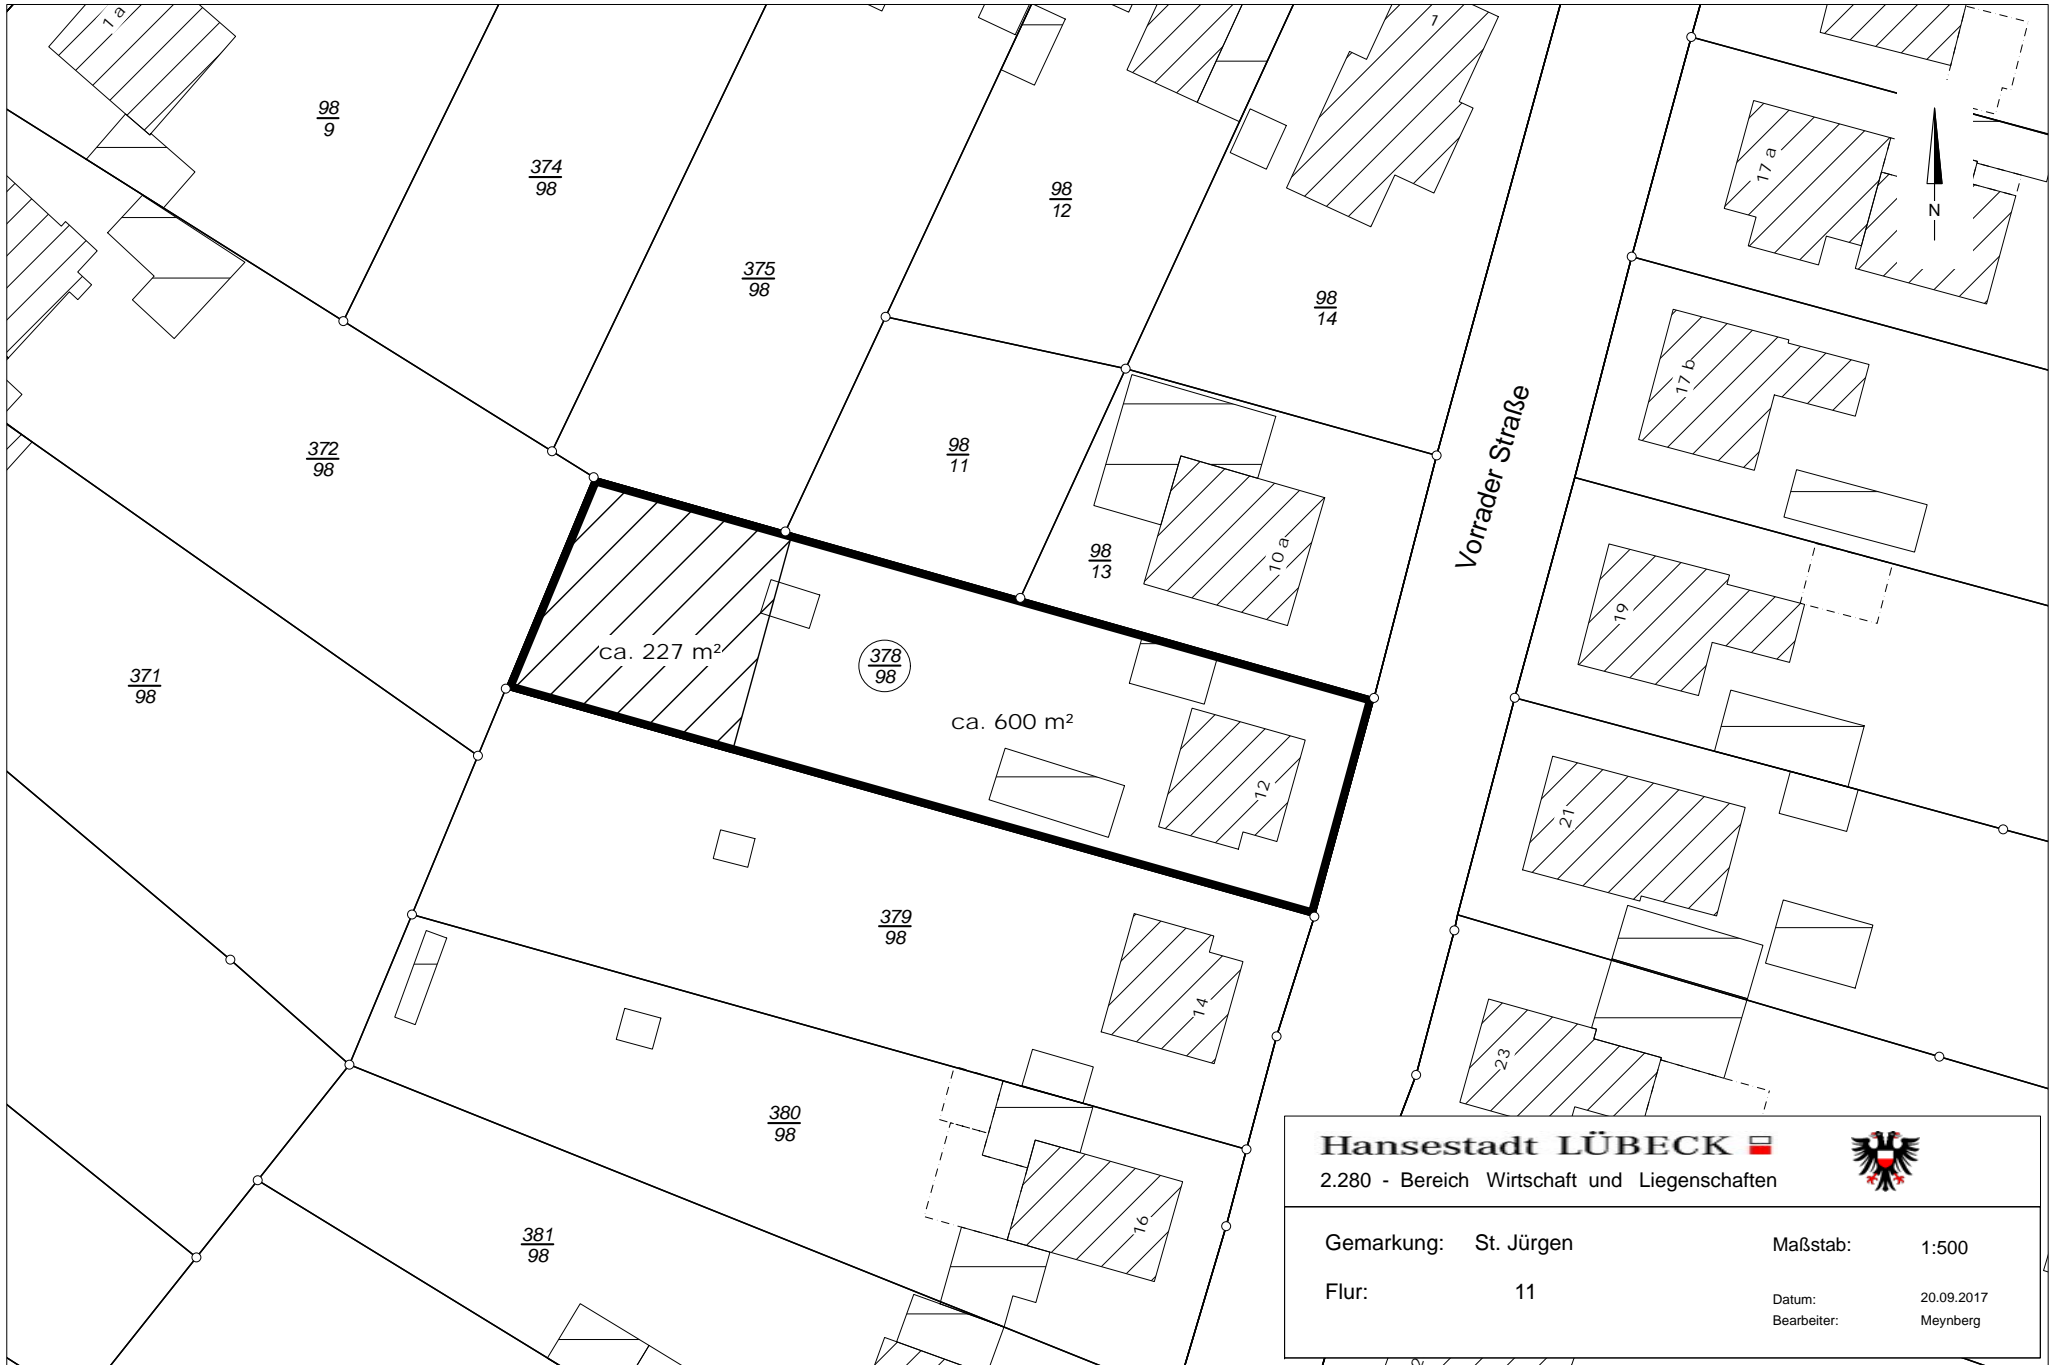 1 a
1
98
9
374
98
98
12
17 a
N
375
98
98
14
17 b
Vorrader Straße
372
98
98
11
98
13
10 a
19
ca. 227 m²
378
98
371
98
ca. 600 m²
12
21
379
98
14
23
380
98
16
381
98
Hansestadt LÜBECK
2.280 - Bereich Wirtschaft und Liegenschaften
Gemarkung: St. Jürgen
Maßstab: 1:500
Flur: 11
Datum: 20.09.2017
Bearbeiter: Meynberg